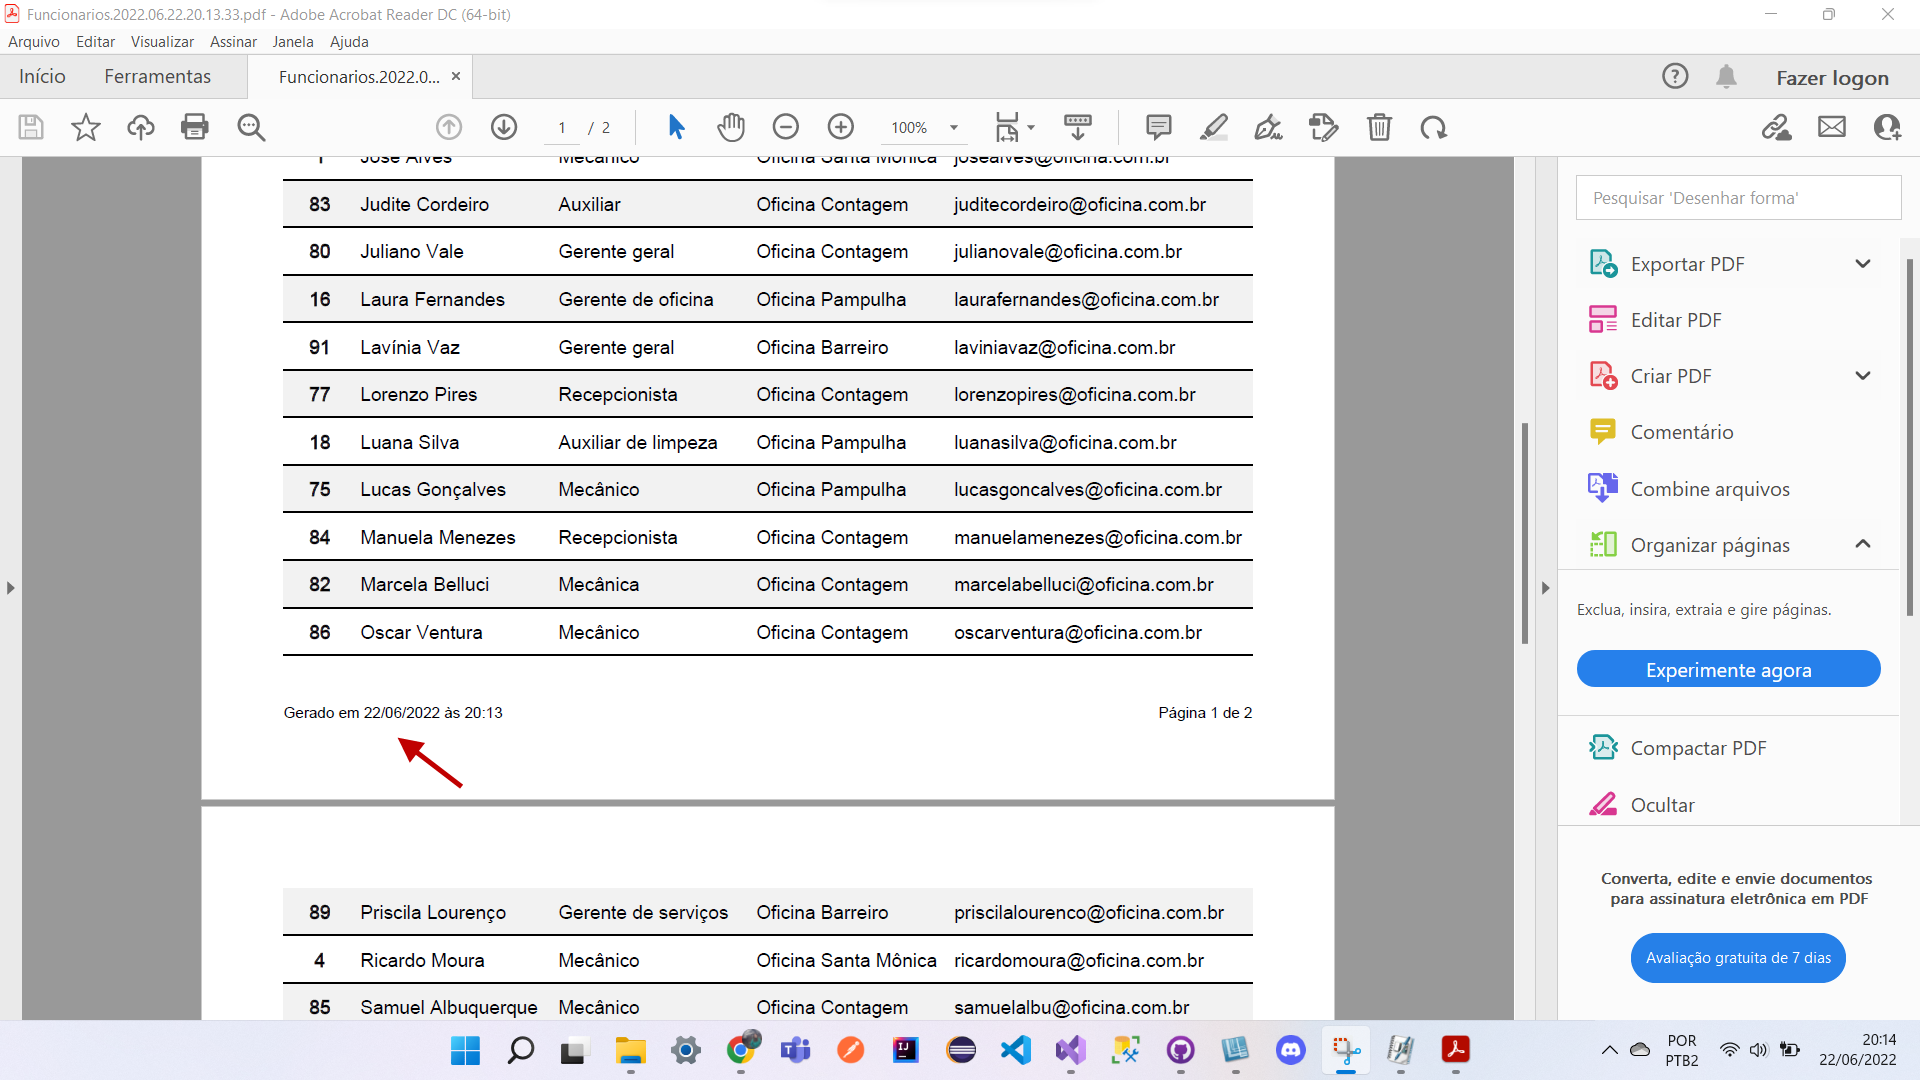 Funcionarios.2022.06.22.20.13.33.pdf - Adobe Acrobat Reader DC (64-bit)
Arquivo Editar Visualizar Assinar Janela Ajuda
Início Ferramentas Funcionarios.2022.0... × Fazer logon
1 / 2 100%
1 José Alves Mecânico Oficina Santa Mônica josealves@oficina.com.br
83 Judite Cordeiro Auxiliar Oficina Contagem juditecordeiro@oficina.com.br
80 Juliano Vale Gerente geral Oficina Contagem julianovale@oficina.com.br
16 Laura Fernandes Gerente de oficina Oficina Pampulha laurafernandes@oficina.com.br
91 Lavínia Vaz Gerente geral Oficina Barreiro laviniavaz@oficina.com.br
77 Lorenzo Pires Recepcionista Oficina Contagem lorenzopires@oficina.com.br
18 Luana Silva Auxiliar de limpeza Oficina Pampulha luanasilva@oficina.com.br
75 Lucas Gonçalves Mecânico Oficina Pampulha lucasgoncalves@oficina.com.br
84 Manuela Menezes Recepcionista Oficina Contagem manuelamenezes@oficina.com.br
82 Marcela Belluci Mecânica Oficina Contagem marcelabelluci@oficina.com.br
86 Oscar Ventura Mecânico Oficina Contagem oscarventura@oficina.com.br
Gerado em 22/06/2022 às 20:13 Página 1 de 2
89 Priscila Lourenço Gerente de serviços Oficina Barreiro priscilalourenco@oficina.com.br
4 Ricardo Moura Mecânico Oficina Santa Mônica ricardomoura@oficina.com.br
85 Samuel Albuquerque Mecânico Oficina Contagem samuelalbu@oficina.com.br
Pesquisar 'Desenhar forma'
Exportar PDF
Editar PDF
Criar PDF
Comentário
Combine arquivos
Organizar páginas
Exclua, insira, extraia e gire páginas.
Experimente agora
Compactar PDF
Ocultar
Converta, edite e envie documentos
para assinatura eletrônica em PDF
Avaliação gratuita de 7 dias
POR
PTB2
20:14
22/06/2022